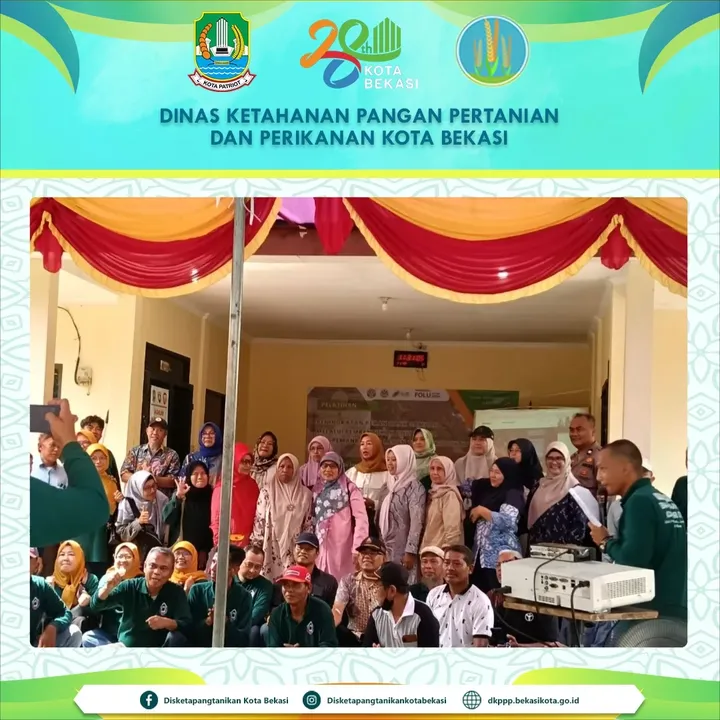 KOTA PATRIOT
28th
KOTA
BEKASI
DINAS KETAHANAN PANGAN PERTANIAN
DAN PERIKANAN KOTA BEKASI
PELATIHAN
FOLU
Disketapangtanikan Kota Bekasi
Disketapangtanikankotabekasi
dkppp.bekasikota.go.id